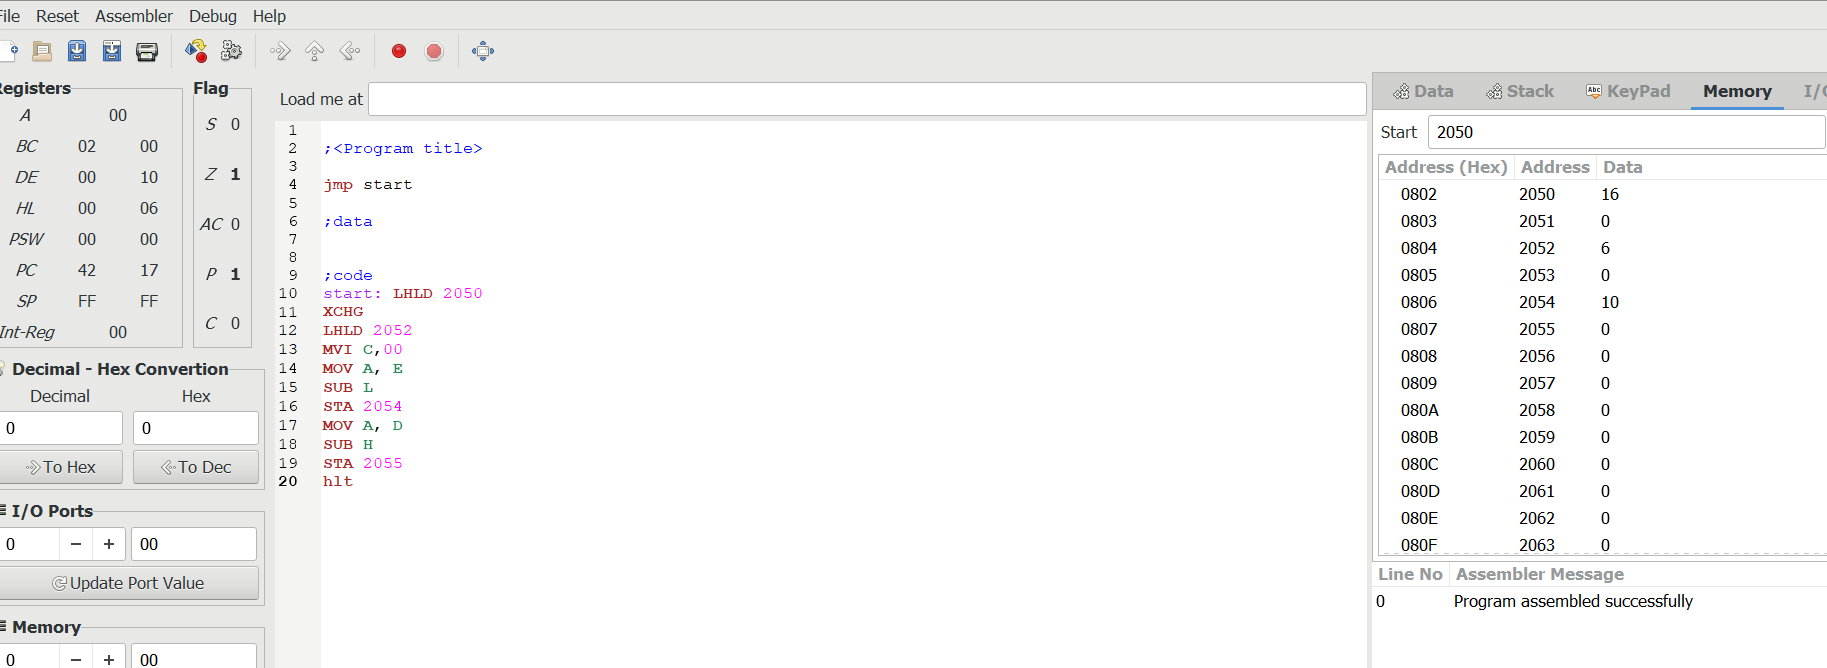 File Reset Assembler Debug Help
Registers
A 00
BC 02 00
DE 00 10
HL 00 06
PSW 00 00
PC 42 17
SP FF FF
Int-Reg 00
Flag
S 0
Z 1
AC 0
P 1
C 0
Decimal - Hex Convertion
Decimal Hex
0 0
To Hex To Dec
I/O Ports
0 − + 00
Update Port Value
Memory
0 − + 00
Load me at
1
2 ;<Program title>
3
4 jmp start
5
6 ;data
7
8
9 ;code
10 start: LHLD 2050
11 XCHG
12 LHLD 2052
13 MVI C,00
14 MOV A, E
15 SUB L
16 STA 2054
17 MOV A, D
18 SUB H
19 STA 2055
20 hlt
Data Stack Abc KeyPad Memory I/O
Start 2050
Address (Hex) Address Data
0802 2050 16
0803 2051 0
0804 2052 6
0805 2053 0
0806 2054 10
0807 2055 0
0808 2056 0
0809 2057 0
080A 2058 0
080B 2059 0
080C 2060 0
080D 2061 0
080E 2062 0
080F 2063 0
Line No Assembler Message
0 Program assembled successfully